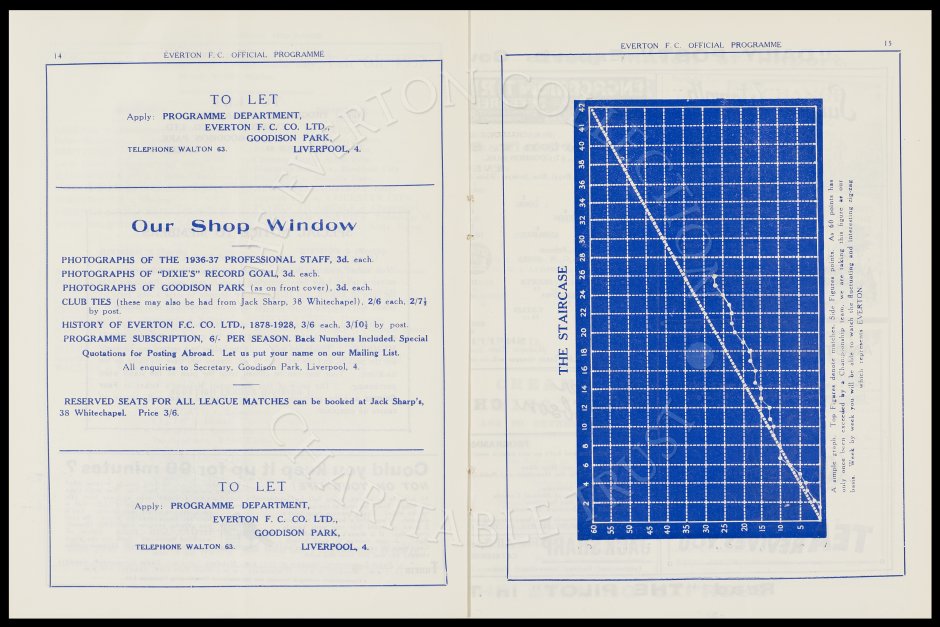 14
EVERTON F. C. OFFICIAL PROGRAMME
TO LET
Apply: PROGRAMME DEPARTMENT,
EVERTON F. C. CO. LTD.,
GOODISON PARK,
TELEPHONE WALTON 63. LIVERPOOL, 4.
Our Shop Window
PHOTOGRAPHS OF THE 1936-37 PROFESSIONAL STAFF, 3d. each.
PHOTOGRAPHS OF "DIXIE'S" RECORD GOAL, 3d. each.
PHOTOGRAPHS OF GOODISON PARK (as on front cover), 3d. each.
CLUB TIES (these may also be had from Jack Sharp, 38 Whitechapel), 2/6 each, 2/7½
by post.
HISTORY OF EVERTON F.C. CO. LTD., 1878-1928, 3/6 each, 3/10½ by post.
PROGRAMME SUBSCRIPTION, 6/- PER SEASON. Back Numbers Included. Special
Quotations for Posting Abroad. Let us put your name on our Mailing List.
All enquiries to Secretary, Goodison Park, Liverpool, 4.
RESERVED SEATS FOR ALL LEAGUE MATCHES can be booked at Jack Sharp's,
38 Whitechapel. Price 3/6.
TO LET
Apply: PROGRAMME DEPARTMENT,
EVERTON F. C. CO. LTD.,
GOODISON PARK,
TELEPHONE WALTON 63. LIVERPOOL, 4.
EVERTON F. C. OFFICIAL PROGRAMME
15
THE STAIRCASE
2 4 6 8 10 12 14 16 18 20 22 24 26 28 30 32 34 36 38 40 42
60 55 50 45 40 35 30 25 20 15 10 5
A simple graph. Top Figures denote matches. Side Figures points. As 60 points has
only once been exceeded by a Championship team, we are taking this figure as our
basis. Week by week you will be able to watch the fluctuating and interesting zig-zag
which represents EVERTON.
EVERTON COLLECTION
CHARITABLE TRUST